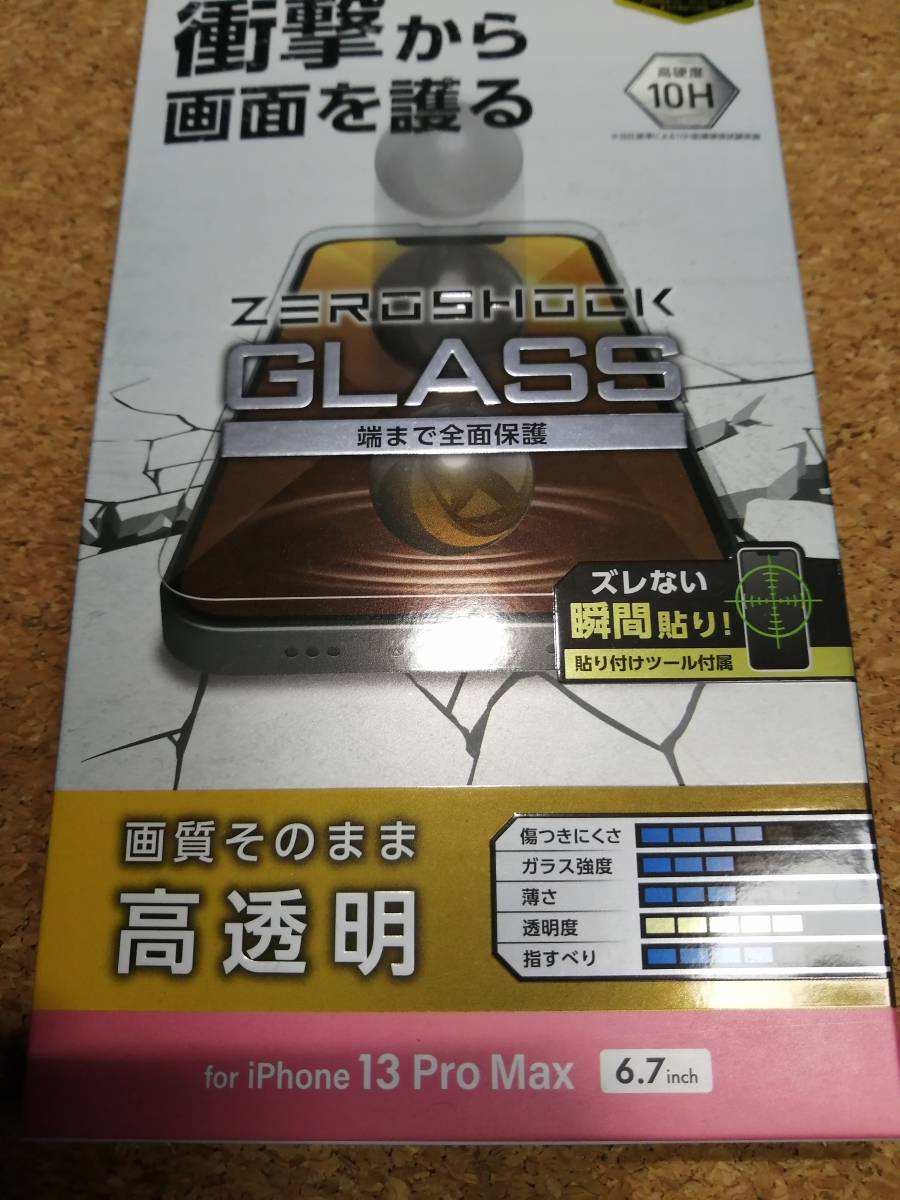 衝撃から
画面を護る
高硬度
10H
ZEROSHOCK
GLASS
端まで全面保護
ズレない
瞬間貼り!
貼り付けツール付属
画質そのまま
高透明
傷つきにくさ
ガラス強度
薄さ
透明度
指すべり
for iPhone 13 Pro Max 6.7inch